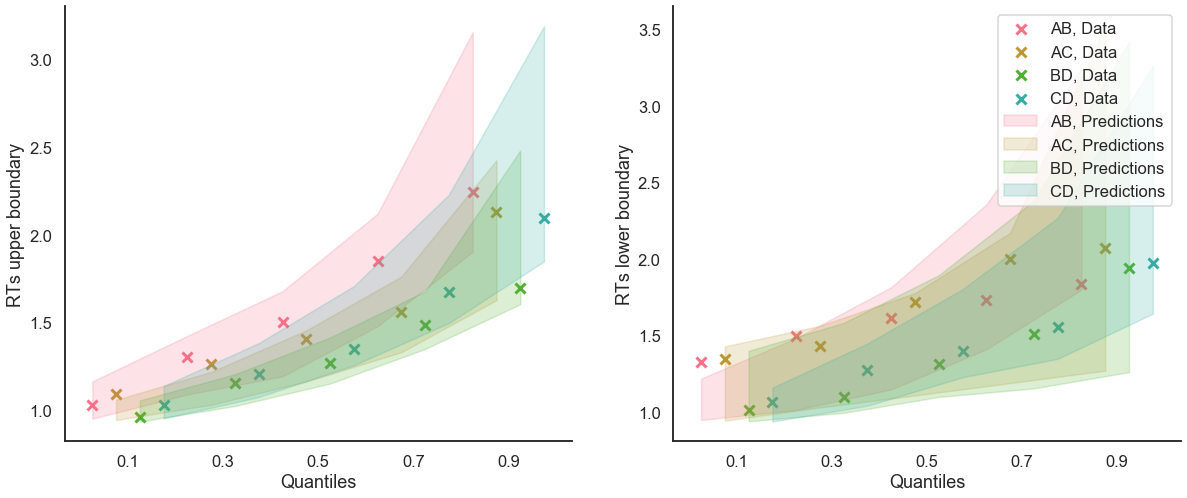 RTs upper boundary
3.0
2.5
2.0
1.5
1.0
0.1 0.3 0.5 0.7 0.9
Quantiles
RTs lower boundary
3.5
3.0
2.5
2.0
1.5
1.0
0.1 0.3 0.5 0.7 0.9
Quantiles
AB, Data
AC, Data
BD, Data
CD, Data
AB, Predictions
AC, Predictions
BD, Predictions
CD, Predictions